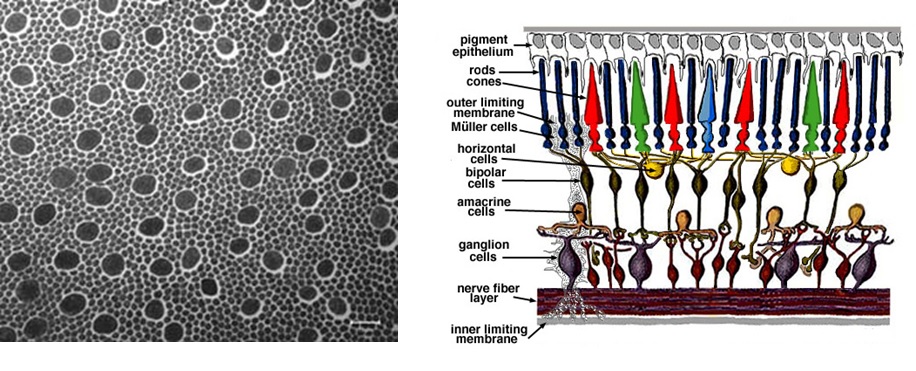 pigment
epithelium
rods
cones
outer limiting
membrane
Müller cells
horizontal
cells
bipolar
cells
amacrine
cells
ganglion
cells
nerve fiber
layer
inner limiting
membrane